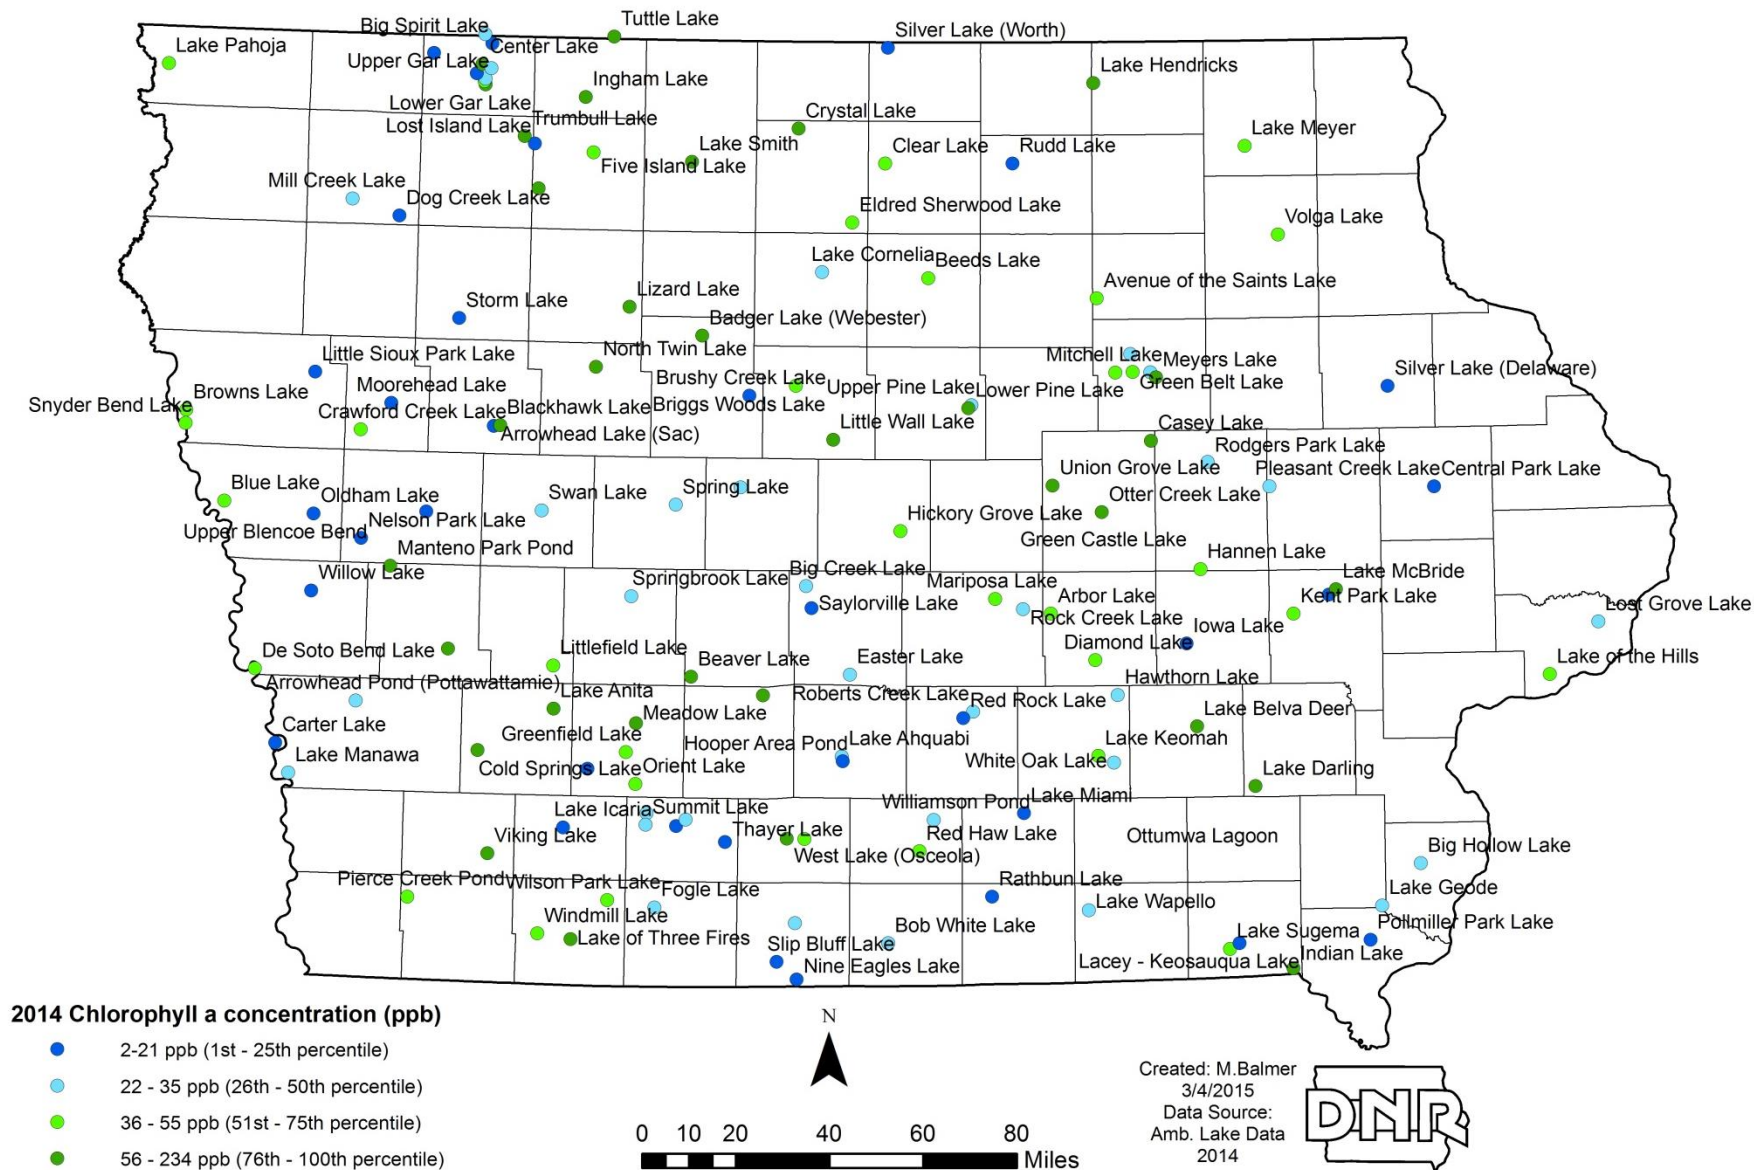 Tuttle Lake
Big Spirit Lake
Silver Lake (Worth)
Lake Pahoja
Center Lake
Upper Gar Lake
Lake Hendricks
Ingham Lake
Lower Gar Lake
Crystal Lake
Trumbull Lake
Lost Island Lake
Lake Meyer
Lake Smith
Clear Lake
Rudd Lake
Five Island Lake
Mill Creek Lake
Dog Creek Lake
Eldred Sherwood Lake
Volga Lake
Lake Cornelia
Beeds Lake
Avenue of the Saints Lake
Lizard Lake
Storm Lake
Badger Lake (Webester)
North Twin Lake
Little Sioux Park Lake
Mitchell Lake
Meyers Lake
Silver Lake (Delaware)
Brushy Creek Lake
Green Belt Lake
Moorehead Lake
Upper Pine Lake
Lower Pine Lake
Browns Lake
Snyder Bend Lake
Blackhawk Lake
Briggs Woods Lake
Crawford Creek Lake
Little Wall Lake
Casey Lake
Arrowhead Lake (Sac)
Rodgers Park Lake
Union Grove Lake
Pleasant Creek Lake
Central Park Lake
Blue Lake
Spring Lake
Oldham Lake
Swan Lake
Otter Creek Lake
Hickory Grove Lake
Nelson Park Lake
Upper Blencoe Bend
Green Castle Lake
Manteno Park Pond
Hannen Lake
Willow Lake
Springbrook Lake
Big Creek Lake
Lake McBride
Mariposa Lake
Arbor Lake
Kent Park Lake
Saylorville Lake
Lost Grove Lake
Rock Creek Lake
Iowa Lake
Diamond Lake
De Soto Bend Lake
Littlefield Lake
Beaver Lake
Easter Lake
Lake of the Hills
Hawthorn Lake
Arrowhead Pond (Pottawattamie)
Lake Anita
Roberts Creek Lake
Red Rock Lake
Carter Lake
Meadow Lake
Lake Belva Deer
Greenfield Lake
Hooper Area Pond
Lake Ahquabi
Lake Keomah
Lake Manawa
White Oak Lake
Cold Springs Lake
Orient Lake
Lake Darling
Lake Icaria
Summit Lake
Williamson Pond
Lake Miami
Viking Lake
Thayer Lake
Red Haw Lake
Ottumwa Lagoon
West Lake (Osceola)
Big Hollow Lake
Pierce Creek Pond
Wilson Park Lake
Fogle Lake
Rathbun Lake
Lake Geode
Windmill Lake
Lake Wapello
Bob White Lake
Pollmiller Park Lake
Lake of Three Fires
Slip Bluff Lake
Lake Sugema
Nine Eagles Lake
Lacey - Keosauqua Lake
Indian Lake
2014 Chlorophyll a concentration (ppb)
2-21 ppb (1st - 25th percentile)
22 - 35 ppb (26th - 50th percentile)
36 - 55 ppb (51st - 75th percentile)
56 - 234 ppb (76th - 100th percentile)
N
0 10 20 40 60 80
Miles
Created: M.Balmer
3/4/2015
Data Source:
Amb. Lake Data
2014
DNR